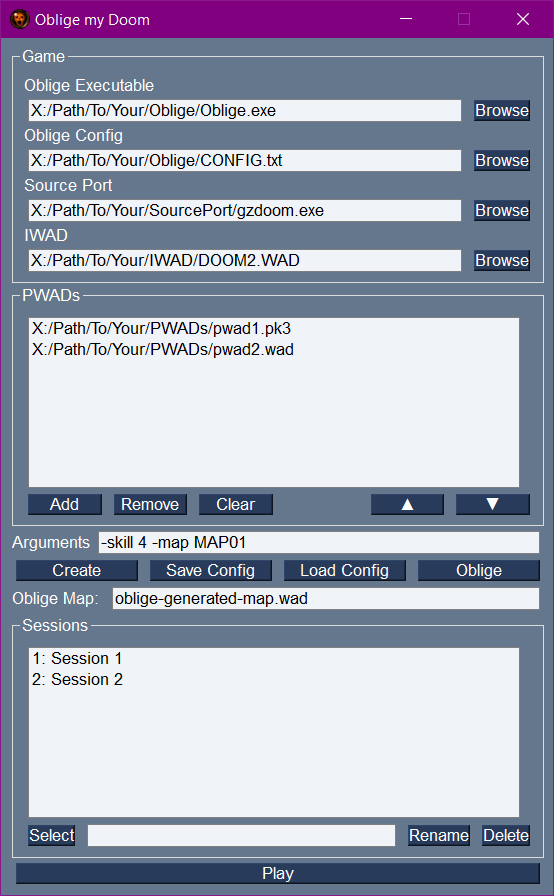 Oblige my Doom
Game
Oblige Executable
X:/Path/To/Your/Oblige/Oblige.exe Browse
Oblige Config
X:/Path/To/Your/Oblige/CONFIG.txt Browse
Source Port
X:/Path/To/Your/SourcePort/gzdoom.exe Browse
IWAD
X:/Path/To/Your/IWAD/DOOM2.WAD Browse
PWADs
X:/Path/To/Your/PWADs/pwad1.pk3
X:/Path/To/Your/PWADs/pwad2.wad
Add Remove Clear ▲ ▼
Arguments -skill 4 -map MAP01
Create Save Config Load Config Oblige
Oblige Map: oblige-generated-map.wad
Sessions
1: Session 1
2: Session 2
Select Rename Delete
Play